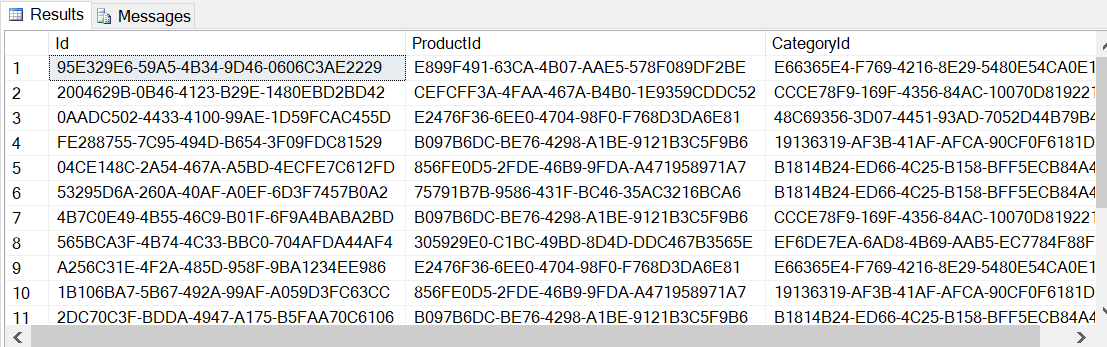 Results Messages
Id ProductId CategoryId
1 95E329E6-59A5-4B34-9D46-0606C3AE2229 E899F491-63CA-4B07-AAE5-578F089DF2BE E66365E4-F769-4216-8E29-5480E54CA0E1
2 2004629B-0B46-4123-B29E-1480EBD2BD42 CEFCFF3A-4FAA-467A-B4B0-1E9359CDDC52 CCCE78F9-169F-4356-84AC-10070D819221
3 0AADC502-4433-4100-99AE-1D59FCAC455D E2476F36-6EE0-4704-98F0-F768D3DA6E81 48C69356-3D07-4451-93AD-7052D44B79B4
4 FE288755-7C95-494D-B654-3F09FDC81529 B097B6DC-BE76-4298-A1BE-9121B3C5F9B6 19136319-AF3B-41AF-AFCA-90CF0F6181D
5 04CE148C-2A54-467A-A5BD-4ECFE7C612FD 856FE0D5-2FDE-46B9-9FDA-A471958971A7 B1814B24-ED66-4C25-B158-BFF5ECB84A4
6 53295D6A-260A-40AF-A0EF-6D3F7457B0A2 75791B7B-9586-431F-BC46-35AC3216BCA6 B1814B24-ED66-4C25-B158-BFF5ECB84A4
7 4B7C0E49-4B55-46C9-B01F-6F9A4BABA2BD B097B6DC-BE76-4298-A1BE-9121B3C5F9B6 CCCE78F9-169F-4356-84AC-10070D819221
8 565BCA3F-4B74-4C33-BBC0-704AFDA44AF4 305929E0-C1BC-49BD-8D4D-DDC467B3565E EF6DE7EA-6AD8-4B69-AAB5-EC7784F88F
9 A256C31E-4F2A-485D-958F-9BA1234EE986 E2476F36-6EE0-4704-98F0-F768D3DA6E81 E66365E4-F769-4216-8E29-5480E54CA0E1
10 1B106BA7-5B67-492A-99AF-A059D3FC63CC 856FE0D5-2FDE-46B9-9FDA-A471958971A7 19136319-AF3B-41AF-AFCA-90CF0F6181D
11 2DC70C3F-BDDA-4947-A175-B5FAA70C6106 B097B6DC-BE76-4298-A1BE-9121B3C5F9B6 B1814B24-ED66-4C25-B158-BFF5ECB84A4